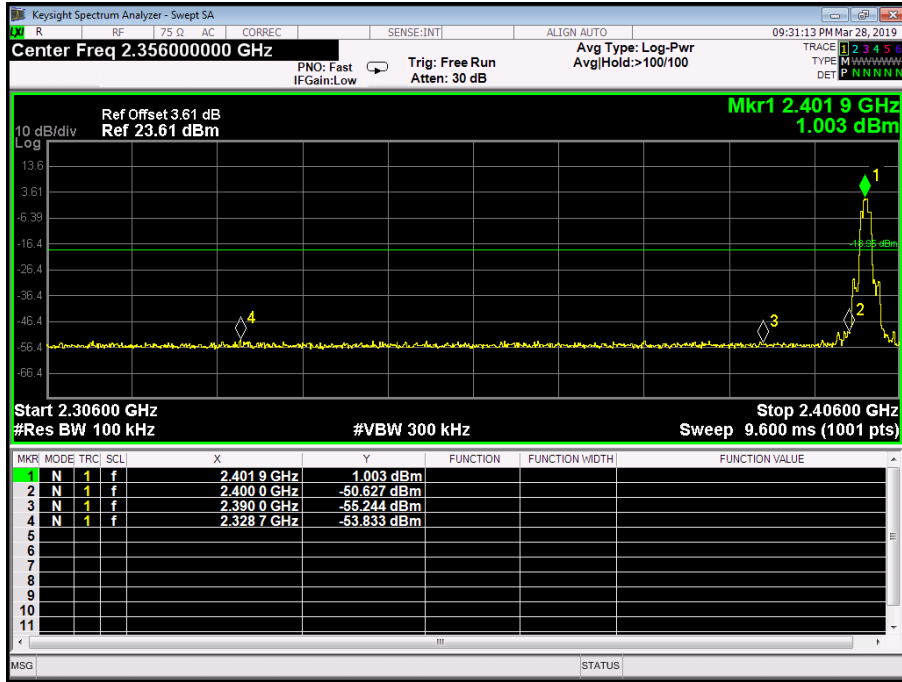 Keysight Spectrum Analyzer - Swept SA
LXI R RF 75 Ω AC CORREC SENSE:INT ALIGN AUTO 09:31:13 PM Mar 28, 2019
Center Freq 2.356000000 GHz
PNO: Fast
IFGain:Low
Trig: Free Run
Atten: 30 dB
Avg Type: Log-Pwr
Avg|Hold:>100/100
TRACE 1 2 3 4 5 6
TYPE M WWWWW
DET P N N N N N
Mkr1 2.401 9 GHz
1.003 dBm
Ref Offset 3.61 dB
10 dB/div Ref 23.61 dBm
Log
13.6
3.61
-6.39
-16.4
-26.4
-36.4
-46.4
-56.4
-66.4
1
-18.95 dBm
2
3
4
Start 2.30600 GHz Stop 2.40600 GHz
#Res BW 100 kHz #VBW 300 kHz Sweep 9.600 ms (1001 pts)
MKR MODE TRC SCL X Y FUNCTION FUNCTION WIDTH FUNCTION VALUE
1 N 1 f 2.401 9 GHz 1.003 dBm
2 N 1 f 2.400 0 GHz -50.627 dBm
3 N 1 f 2.390 0 GHz -55.244 dBm
4 N 1 f 2.328 7 GHz -53.833 dBm
5
6
7
8
9
10
11
MSG STATUS